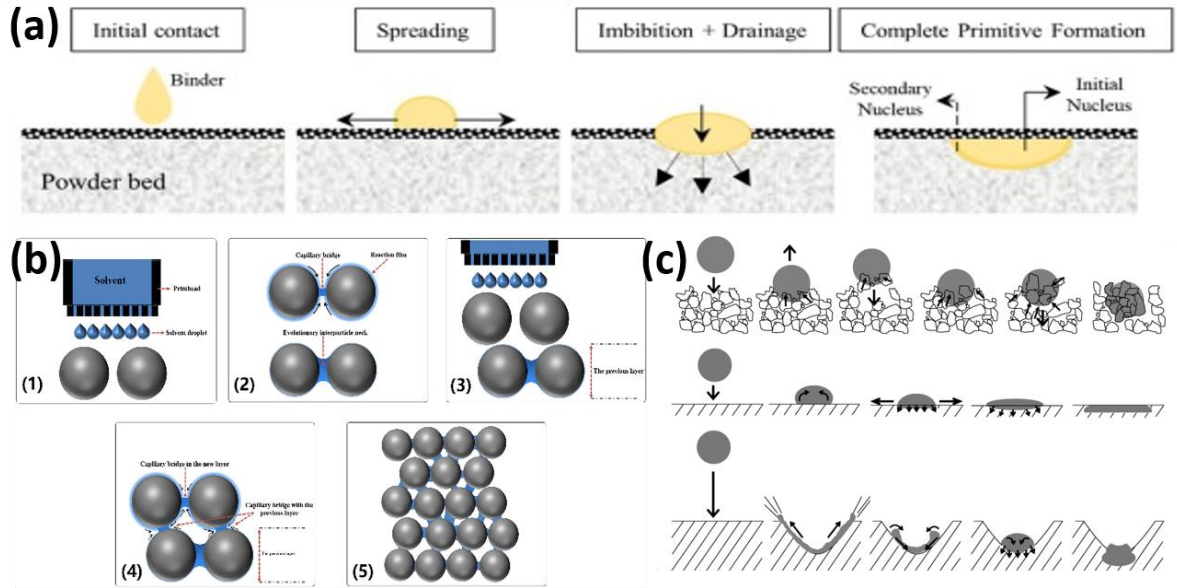 (a)
Initial contact
Spreading
Imbibition + Drainage
Complete Primitive Formation
Binder
Secondary
Nucleus
Initial
Nucleus
Powder bed
(b)
Solvent
Printhead
Solvent droplet
(1)
Capillary bridge
Reaction film
Evolutionary interparticle neck
(2)
The previous layer
(3)
Capillary bridge in the new layer
Capillary bridge with the
previous layer
(4)
(5)
(c)